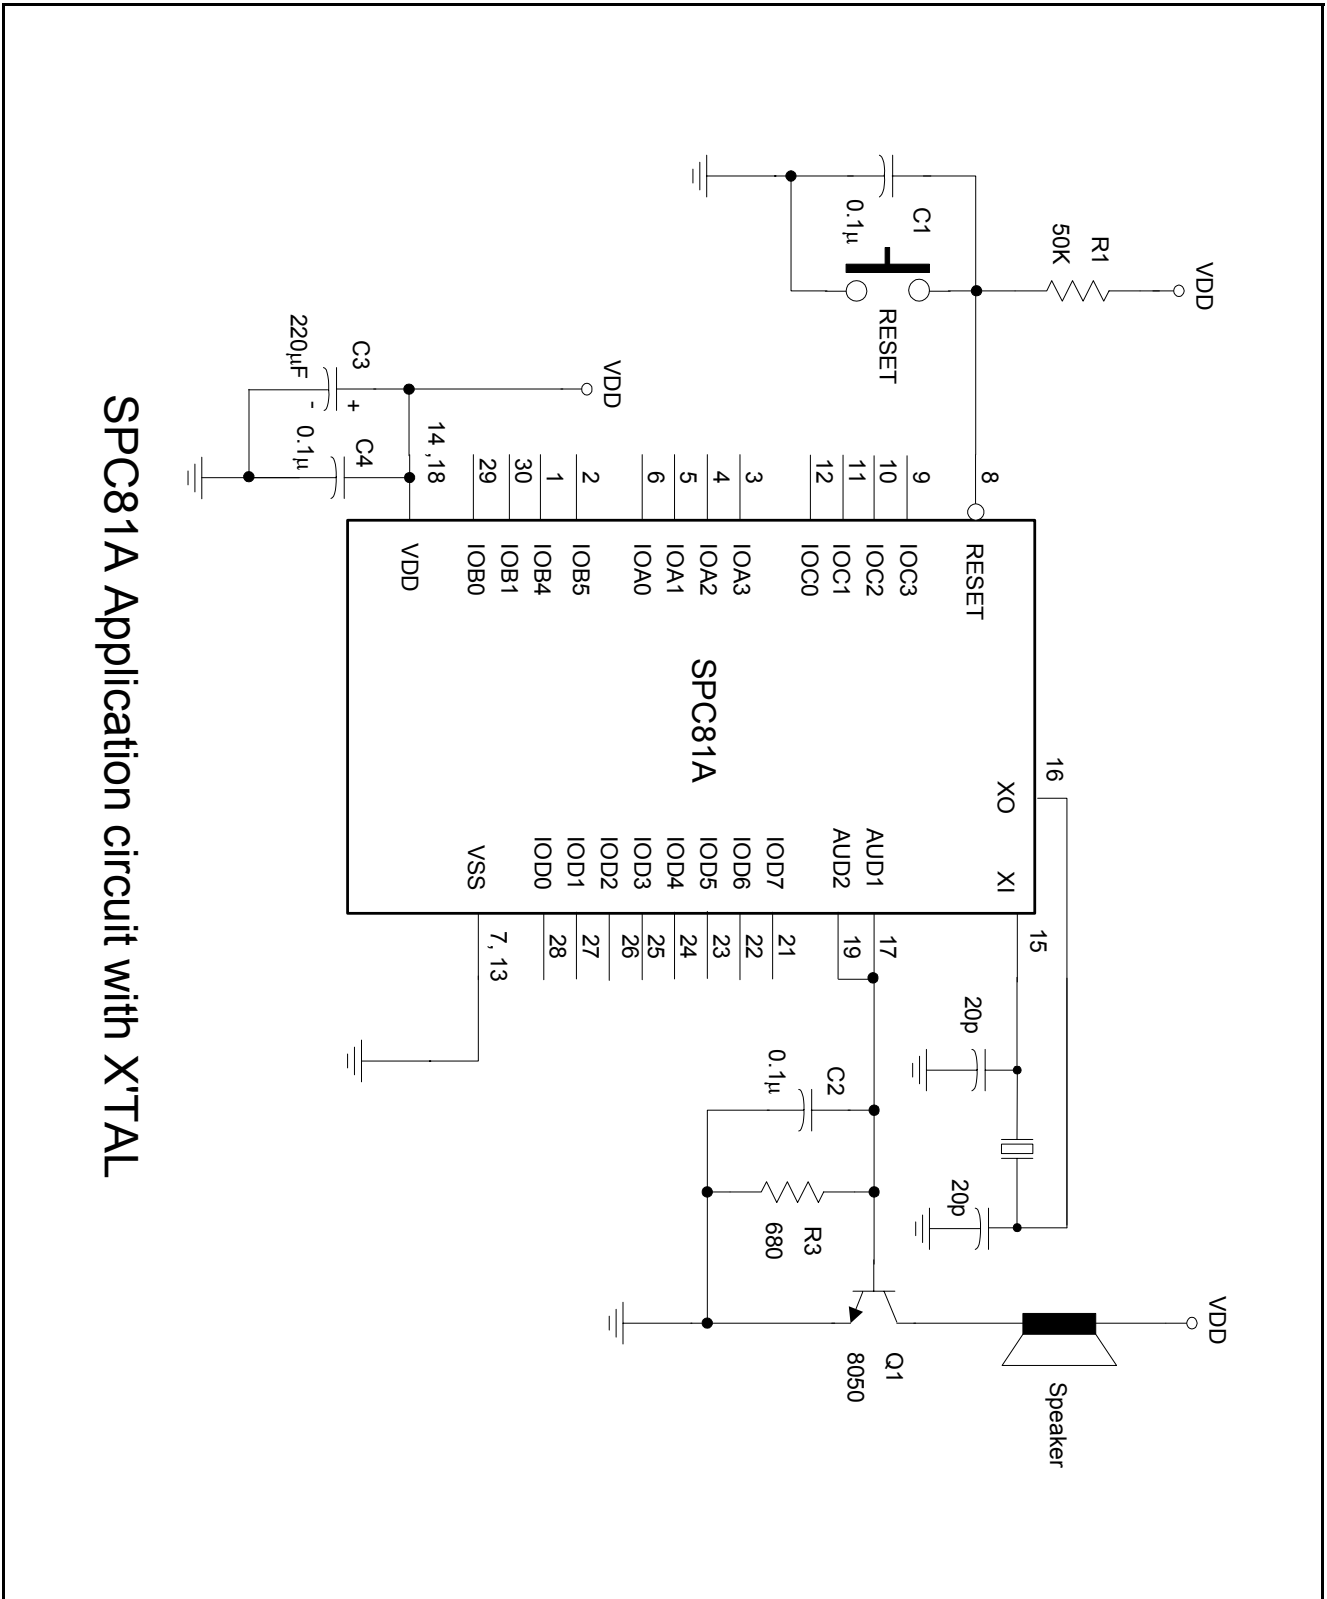 VDD
R1
50K
C1
0.1µ
RESET
VDD
C3
220µF
+
-
C4
0.1µ
8
9
10
11
12
3
4
5
6
2
1
30
29
14 ,18
RESET
IOC3
IOC2
IOC1
IOC0
IOA3
IOA2
IOA1
IOA0
IOB5
IOB4
IOB1
IOB0
VDD
SPC81A
XO
XI
AUD1
AUD2
IOD7
IOD6
IOD5
IOD4
IOD3
IOD2
IOD1
IOD0
VSS
16
15
17
19
21
22
23
24
25
26
27
28
7, 13
20p
20p
C2
0.1µ
R3
680
Q1
8050
VDD
Speaker
SPC81A Application circuit with X'TAL